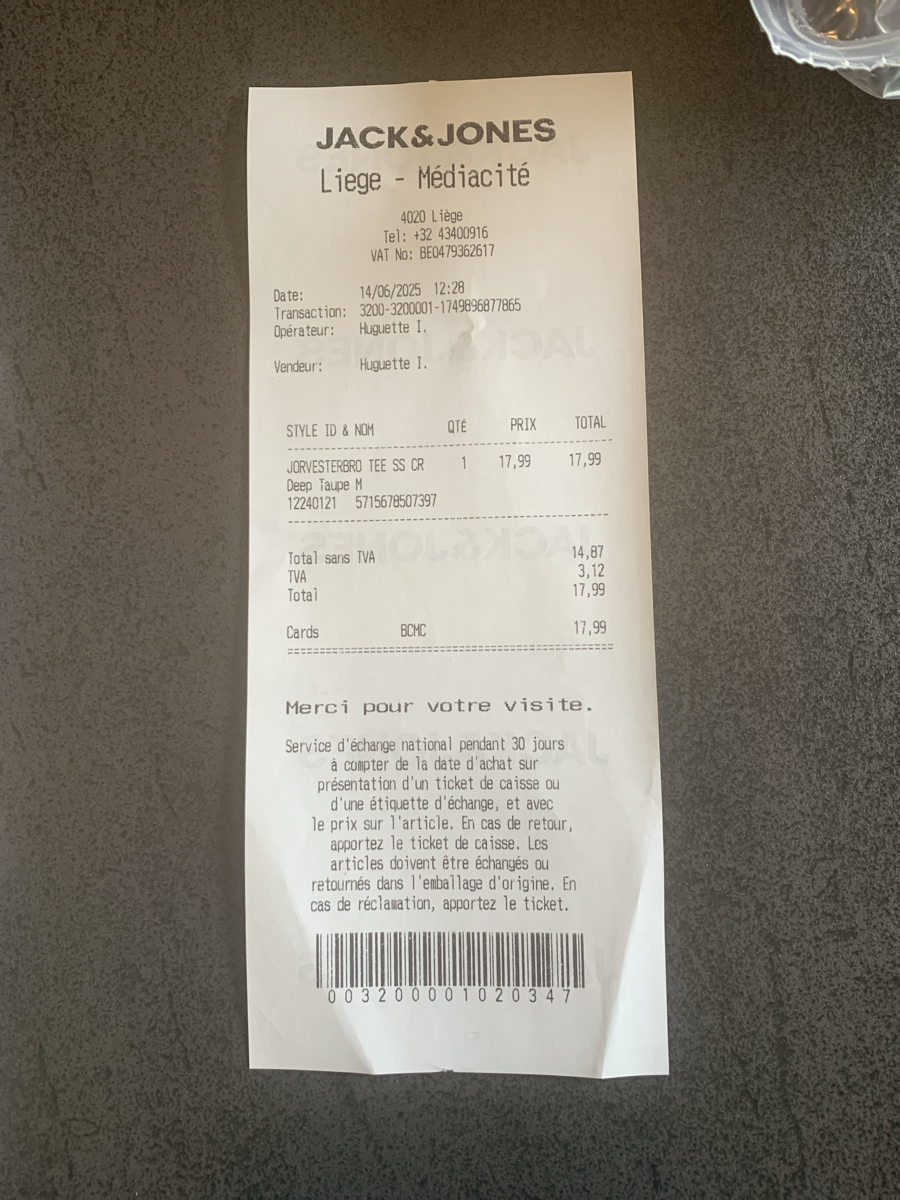 JACK&JONES
Liege - Médiacité
4020 Liège
Tel: +32 43400916
VAT No: BE0479362617
Date: 14/06/2025 12:28
Transaction: 3200-3200001-1749896877865
Opérateur: Huguette I.
Vendeur: Huguette I.
STYLE ID & NOM QTÉ PRIX TOTAL
JORVESTERBRO TEE SS CR 1 17,99 17,99
Deep Taupe M
12240121 5715678507397
Total sans TVA 14,87
TVA 3,12
Total 17,99
Cards BCMC 17,99
Merci pour votre visite.
Service d'échange national pendant 30 jours
à compter de la date d'achat sur
présentation d'un ticket de caisse ou
d'une étiquette d'échange, et avec
le prix sur l'article. En cas de retour,
apportez le ticket de caisse. Les
articles doivent être échangés ou
retournés dans l'emballage d'origine. En
cas de réclamation, apportez le ticket.
003200001020347